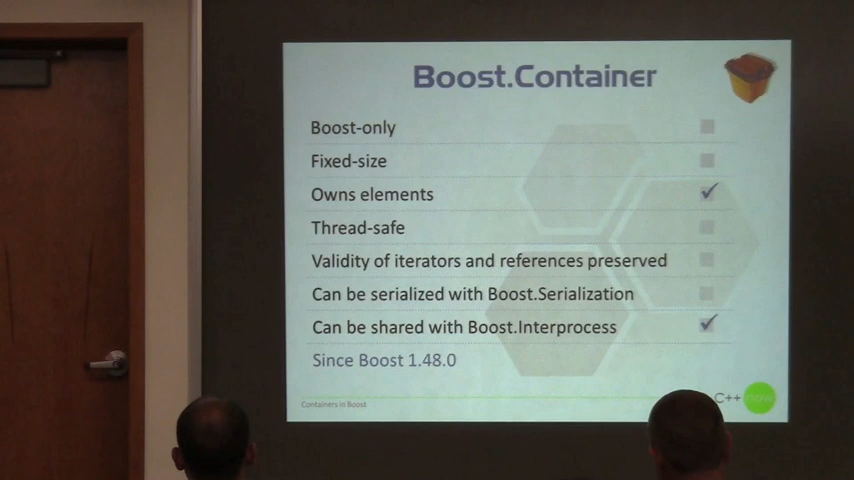 Boost.Container
Boost-only
Fixed-size
Owns elements
Thread-safe
Validity of iterators and references preserved
Can be serialized with Boost.Serialization
Can be shared with Boost.Interprocess
Since Boost 1.48.0
Containers in Boost
C++ now